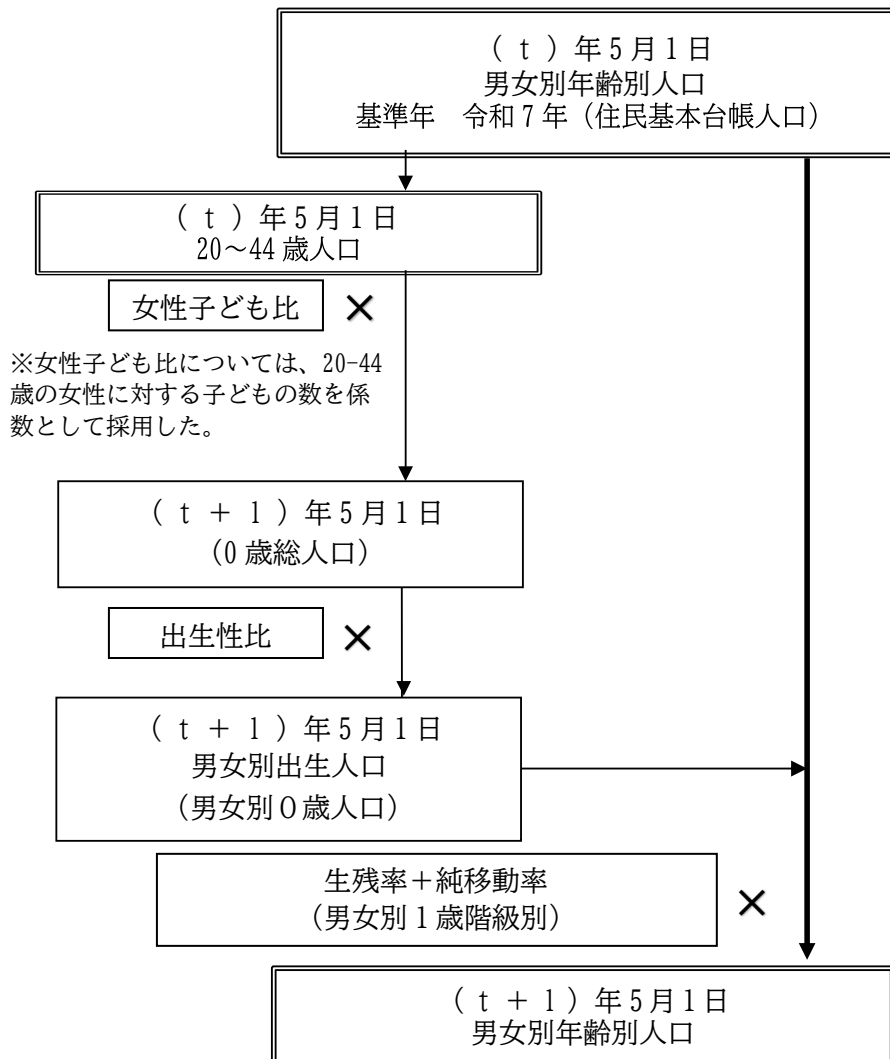 （ｔ）年５月１日
男女別年齢別人口
基準年　令和７年（住民基本台帳人口）
（ｔ）年５月１日
20～44 歳人口
女性子ども比
×
※女性子ども比については、20-44
歳の女性に対する子どもの数を係
数として採用した。
（ｔ ＋ １）年５月１日
（0 歳総人口）
出生性比
×
（ｔ ＋ １）年５月１日
男女別出生人口
（男女別０歳人口）
生残率＋純移動率
（男女別１歳階級別）
×
（ｔ ＋ １）年５月１日
男女別年齢別人口